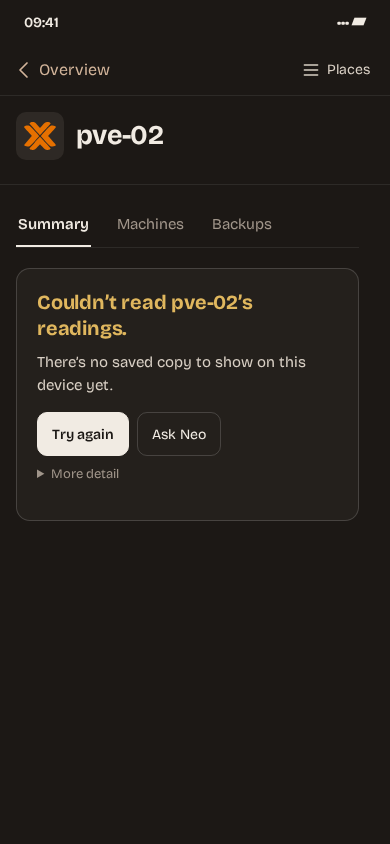 09:41
Overview
Places
pve-02
Summary
Machines
Backups
Couldn’t read pve-02’s
readings.
There’s no saved copy to show on this
device yet.
Try again
Ask Neo
More detail